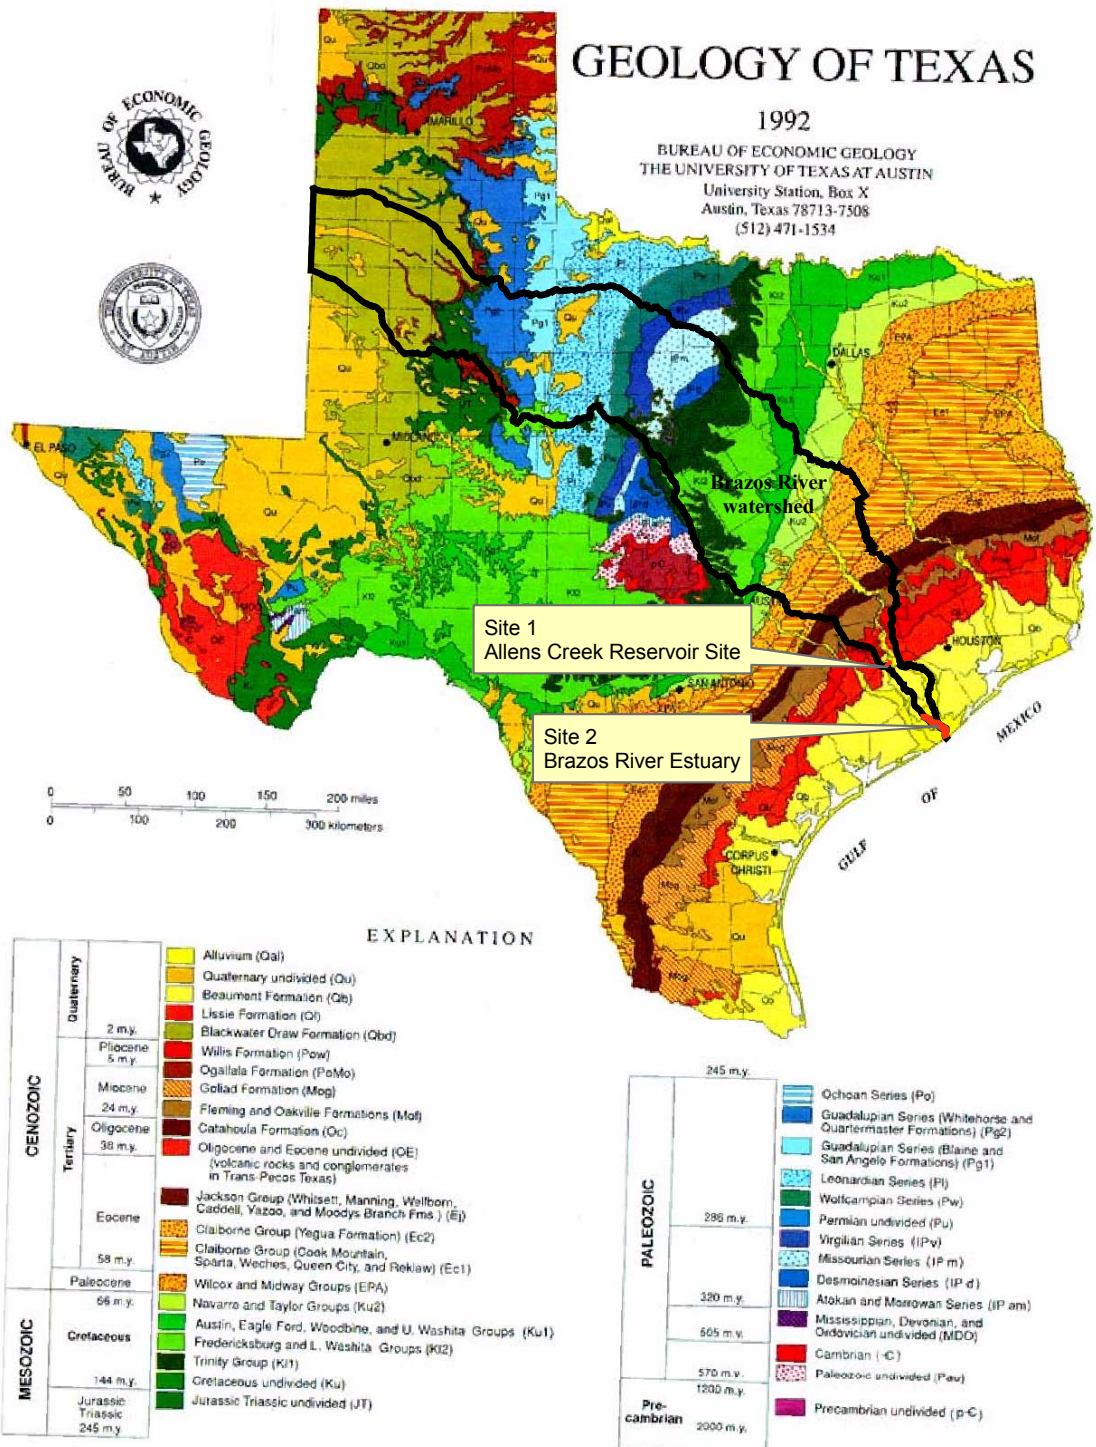 GEOLOGY OF TEXAS
1992
BUREAU OF ECONOMIC GEOLOGY
THE UNIVERSITY OF TEXAS AT AUSTIN
University Station, Box X
Austin, Texas 78713-7508
(512) 471-1534
BUREAU OF ECONOMIC GEOLOGY
AMARILLO
DALLAS
EL PASO
MIDLAND
Brazos River
watershed
AUSTIN
Site 1
Allens Creek Reservoir Site
HOUSTON
SAN ANTONIO
Site 2
Brazos River Estuary
GULF OF MEXICO
CORPUS
CHRISTI
0 50 100 150 200 miles
0 100 200 300 kilometers
EXPLANATION
CENOZOIC
Quaternary
2 m.y.
Tertiary
Pliocene
5 m.y.
Miocene
24 m.y.
Oligocene
38 m.y.
Eocene
58 m.y.
Paleocene
66 m.y.
MESOZOIC
Cretaceous
144 m.y.
Jurassic
Triassic
245 m.y
Alluvium (Qal)
Quaternary undivided (Qu)
Beaumont Formation (Qb)
Lissie Formation (Ql)
Blackwater Draw Formation (Qbd)
Willis Formation (Pow)
Ogallala Formation (PoMo)
Goliad Formation (Mog)
Fleming and Oakville Formations (Mof)
Catahoula Formation (Oc)
Oligocene and Eocene undivided (OE)
(volcanic rocks and conglomerates
in Trans-Pecos Texas)
Jackson Group (Whitsett, Manning, Wellborn,
Caddell, Yazoo, and Moodys Branch Fms.) (Ej)
Claiborne Group (Yegua Formation) (Ec2)
Claiborne Group (Cook Mountain,
Sparta, Weches, Queen City, and Reklaw) (Ec1)
Wilcox and Midway Groups (EPA)
Navarro and Taylor Groups (Ku2)
Austin, Eagle Ford, Woodbine, and U. Washita Groups (Ku1)
Fredericksburg and L. Washita Groups (Kl2)
Trinity Group (Kl1)
Cretaceous undivided (Ku)
Jurassic Triassic undivided (JT)
245 m.y.
PALEOZOIC
286 m.y.
320 m.y.
505 m.y.
570 m.y.
1200 m.y.
Pre-
cambrian
2000 m.y.
Ochoan Series (Po)
Guadalupian Series (Whitehorse and
Quartermaster Formations) (Pg2)
Guadalupian Series (Blaine and
San Angelo Formations) (Pg1)
Leonardian Series (Pl)
Wolfcampian Series (Pw)
Permian undivided (Pu)
Virgilian Series (IPv)
Missourian Series (IPm)
Desmoinesian Series (IPd)
Atokan and Morrowan Series (IPam)
Mississippian, Devonian, and
Ordovician undivided (MDO)
Cambrian (-C)
Paleozoic undivided (Pau)
Precambrian undivided (p-C)